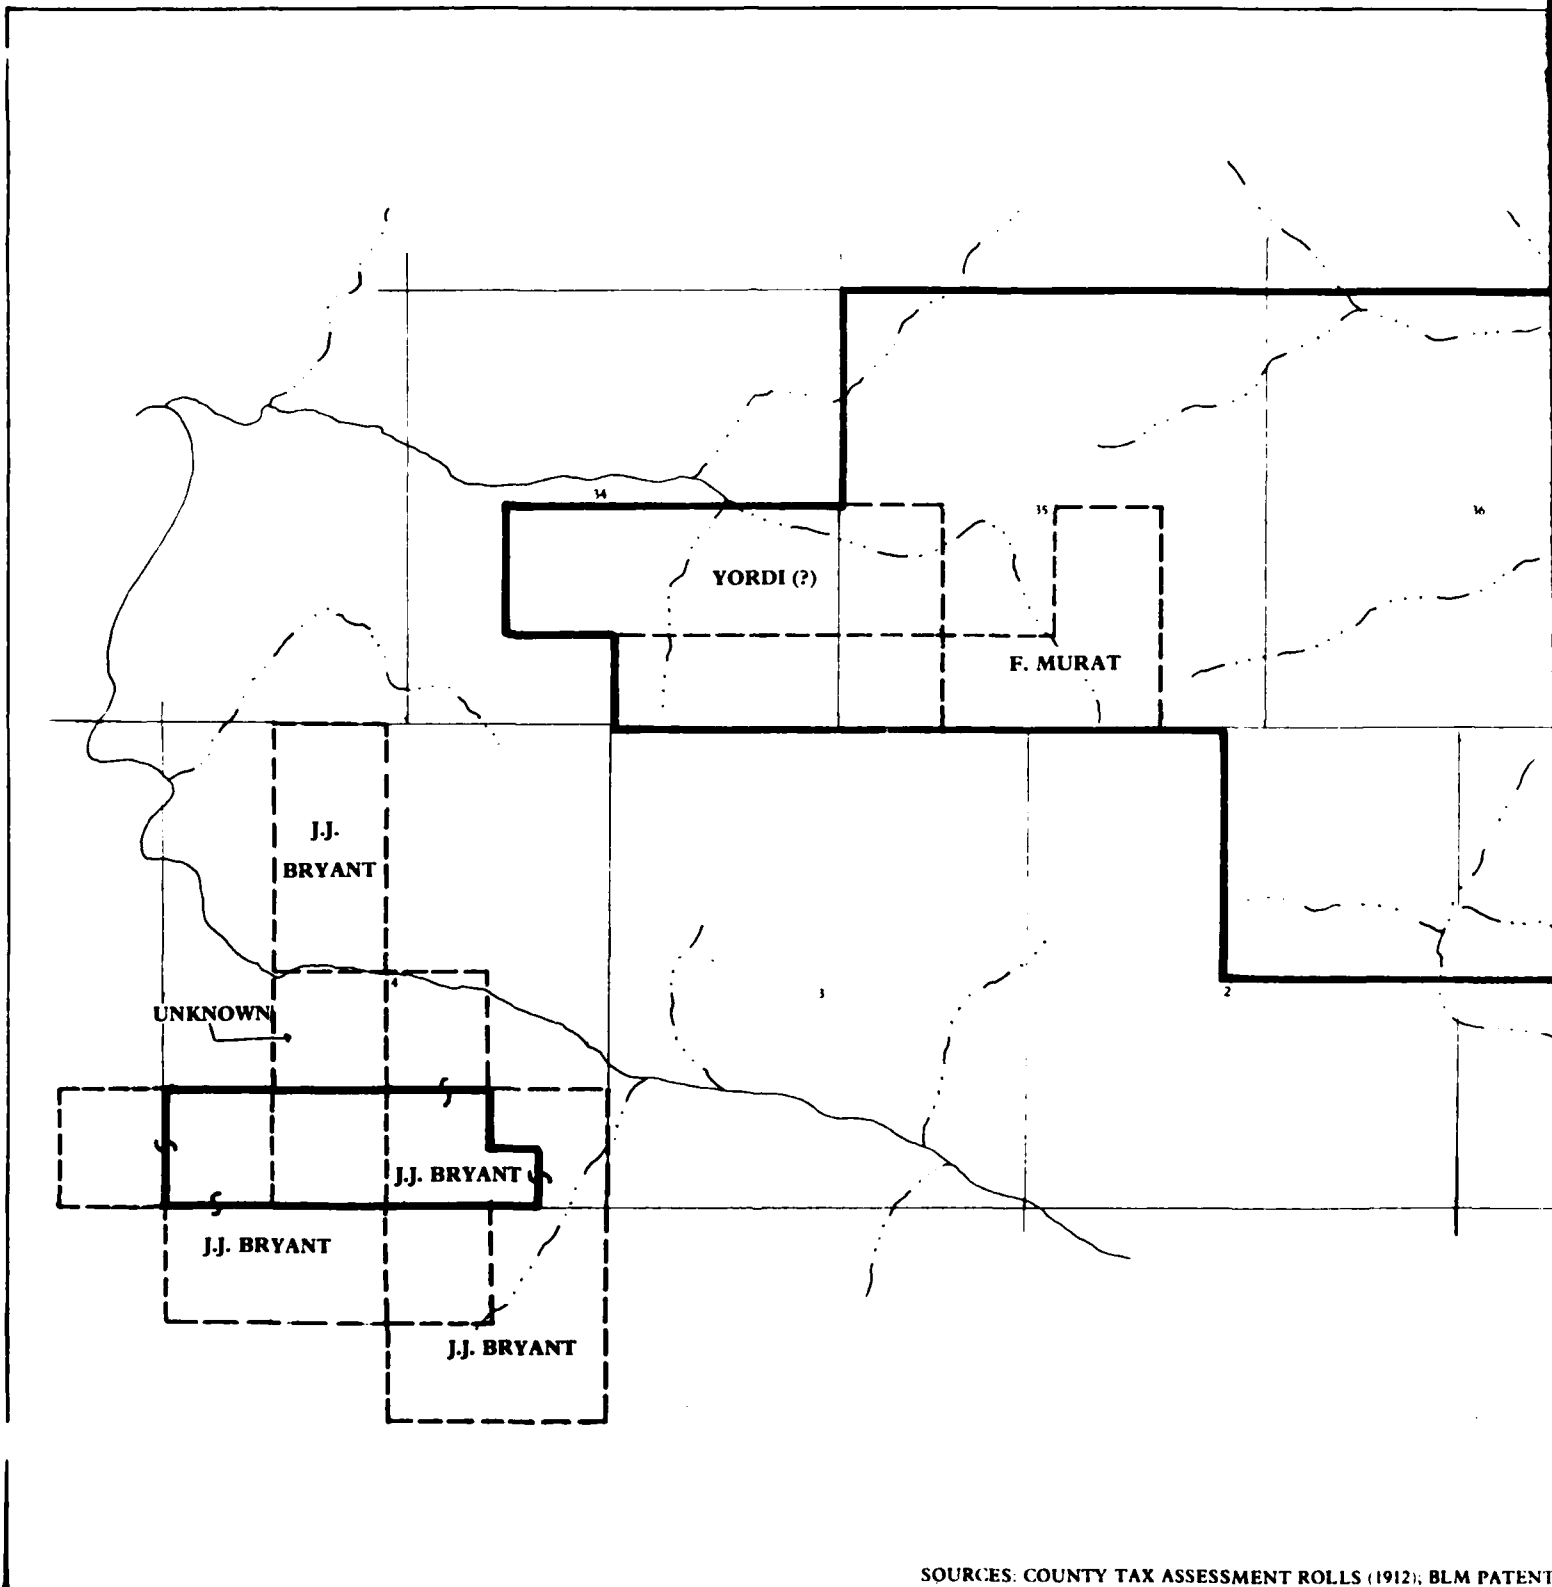 34
35
36
YORDI (?)
F. MURAT
J.J.
BRYANT
4
3
2
UNKNOWN
J.J. BRYANT
J.J. BRYANT
J.J. BRYANT
SOURCES: COUNTY TAX ASSESSMENT ROLLS (1912); BLM PATENT